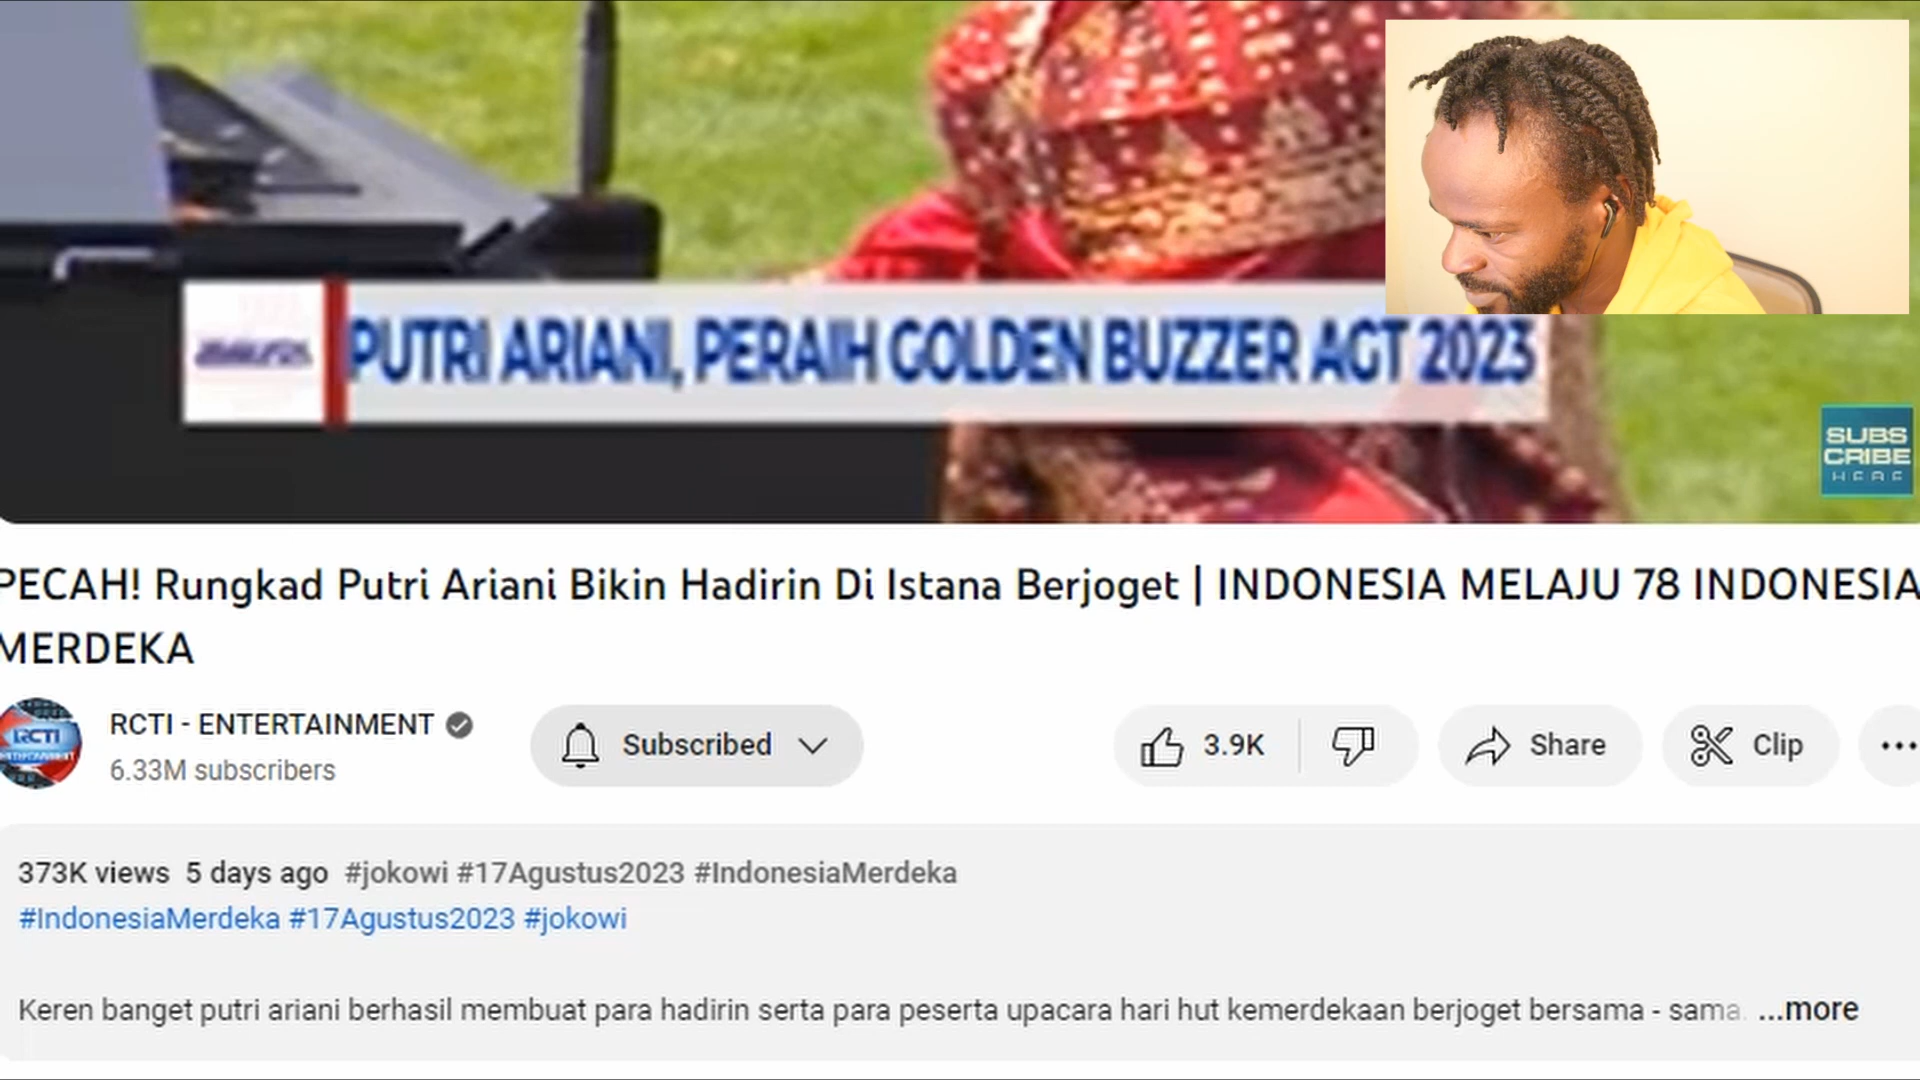 PUTRI ARIANI, PERAIH GOLDEN BUZZER AGT 2023
SUBS
CRIBE
HERE
PECAH! Rungkad Putri Ariani Bikin Hadirin Di Istana Berjoget | INDONESIA MELAJU 78 INDONESIA
MERDEKA
RCTI
ENTERTAINMENT
RCTI - ENTERTAINMENT
6.33M subscribers
Subscribed
3.9K
Share
Clip
373K views 5 days ago #jokowi #17Agustus2023 #IndonesiaMerdeka
#IndonesiaMerdeka #17Agustus2023 #jokowi
Keren banget putri ariani berhasil membuat para hadirin serta para peserta upacara hari hut kemerdekaan berjoget bersama - sama. ...more